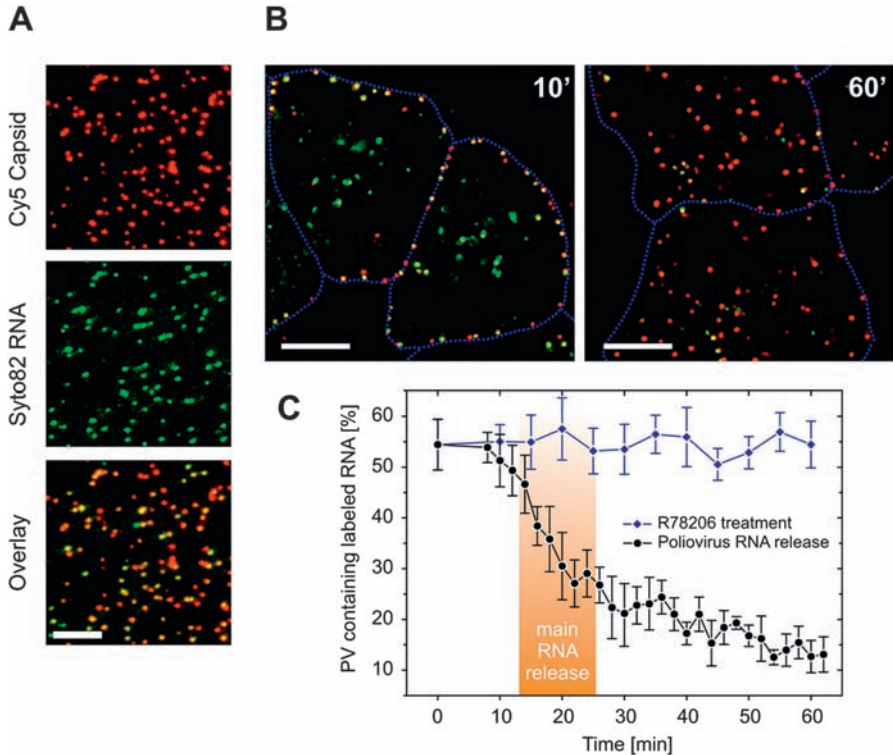 A
Cy5 Capsid
Syto82 RNA
Overlay
B
10’
60’
C
PV containing labeled RNA [%]
60
50
40
30
20
10
R78206 treatment
Poliovirus RNA release
main
RNA
release
0 10 20 30 40 50 60
Time [min]